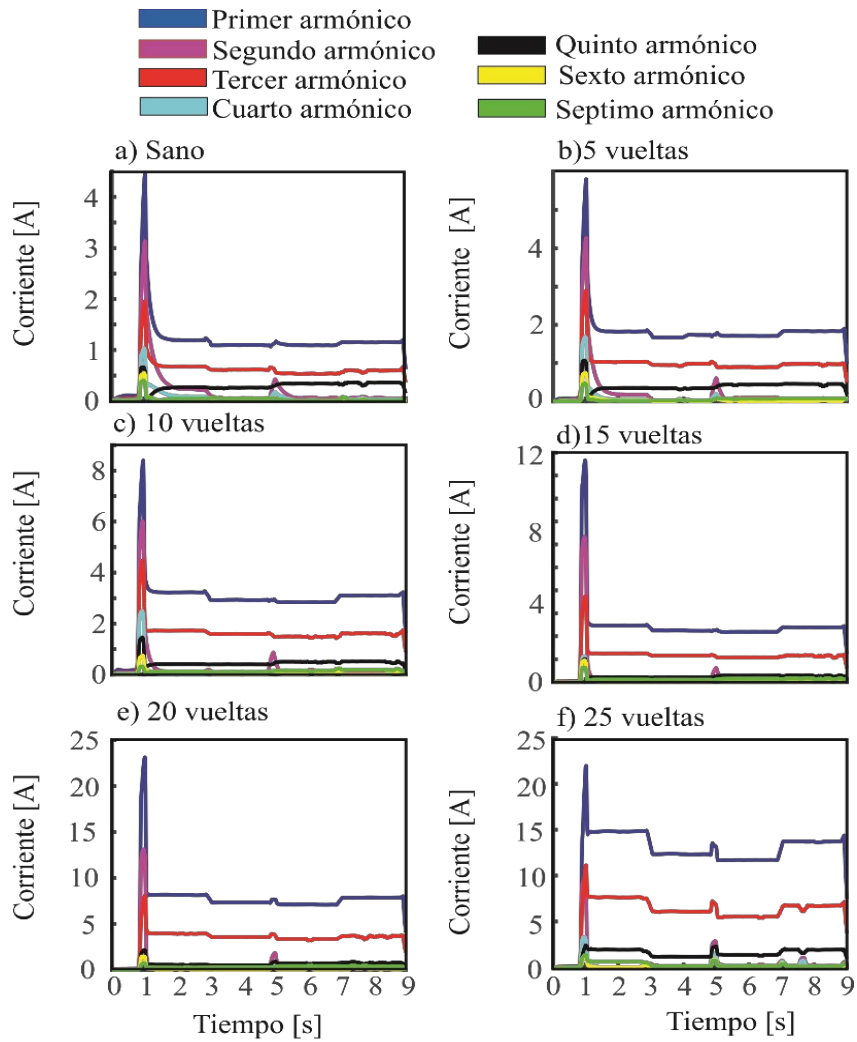 Primer armónico
Segundo armónico
Tercer armónico
Cuarto armónico
Quinto armónico
Sexto armónico
Septimo armónico
a) Sano
Corriente [A]
4
3
2
1
0
b)5 vueltas
Corriente [A]
4
2
0
c) 10 vueltas
Corriente [A]
8
6
4
2
0
d)15 vueltas
Corriente [A]
12
8
4
0
e) 20 vueltas
Corriente [A]
25
20
15
10
5
0
0 1 2 3 4 5 6 7 8 9
Tiempo [s]
f) 25 vueltas
Corriente [A]
25
20
15
10
5
0
0 1 2 3 4 5 6 7 8 9
Tiempo [s]